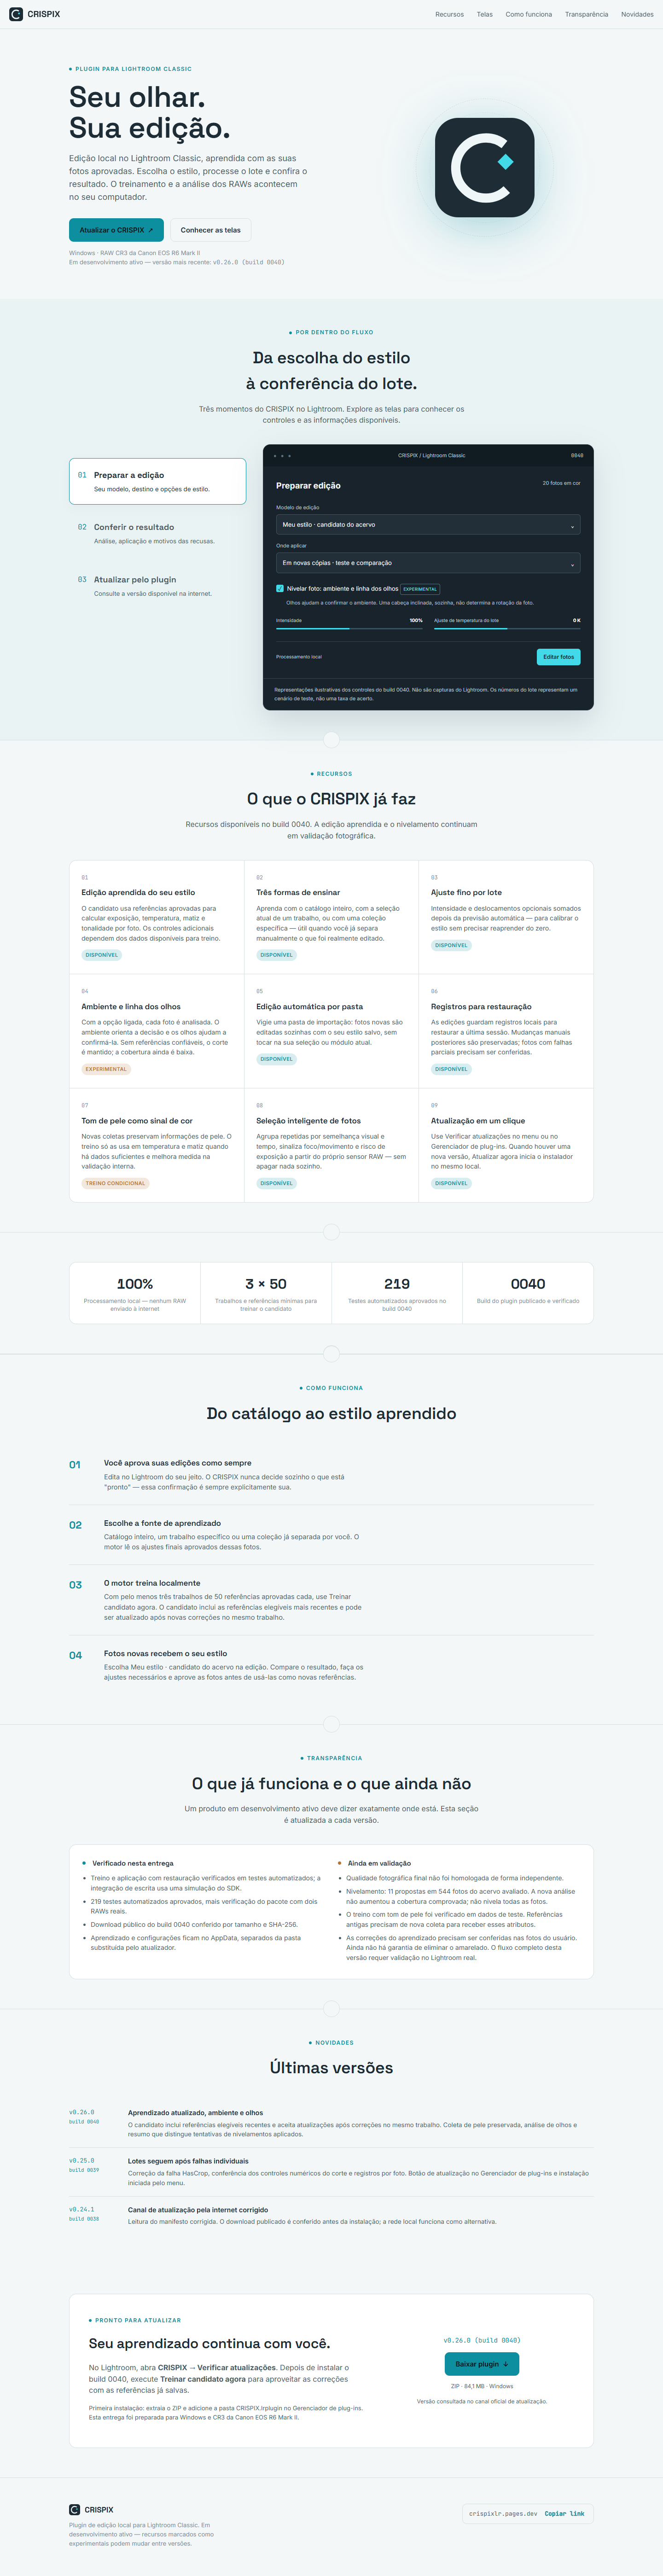 CRISPIX
Recursos Telas Como funciona Transparência Novidades
PLUGIN PARA LIGHTROOM CLASSIC
Seu olhar.
Sua edição.
Edição local no Lightroom Classic, aprendida com as suas
fotos aprovadas. Escolha o estilo, processe o lote e confira o
resultado. O treinamento e a análise dos RAWs acontecem
no seu computador.
Atualizar o CRISPIX ↗ Conhecer as telas
Windows · RAW CR3 da Canon EOS R6 Mark II
Em desenvolvimento ativo — versão mais recente: v0.26.0 (build 0040)
POR DENTRO DO FLUXO
Da escolha do estilo
à conferência do lote.
Três momentos do CRISPIX no Lightroom. Explore as telas para conhecer os
controles e as informações disponíveis.
01 Preparar a edição
Seu modelo, destino e opções de estilo.
02 Conferir o resultado
Análise, aplicação e motivos das recusas.
03 Atualizar pelo plugin
Consulte a versão disponível na internet.
CRISPIX / Lightroom Classic 0040
Preparar edição 20 fotos em cor
Modelo de edição
Meu estilo · candidato do acervo
Onde aplicar
Em novas cópias · teste e comparação
Nivelar foto: ambiente e linha dos olhos EXPERIMENTAL
Olhos ajudam a confirmar o ambiente. Uma cabeça inclinada, sozinha, não determina a rotação da foto.
Intensidade 100% Ajuste de temperatura do lote 0 K
Processamento local Editar fotos
Representações ilustrativas dos controles do build 0040. Não são capturas do Lightroom. Os números do lote representam um
cenário de teste, não uma taxa de acerto.
RECURSOS
O que o CRISPIX já faz
Recursos disponíveis no build 0040. A edição aprendida e o nivelamento continuam
em validação fotográfica.
01
Edição aprendida do seu estilo
O candidato usa referências aprovadas para
calcular exposição, temperatura, matiz e
tonalidade por foto. Os controles adicionais
dependem dos dados disponíveis para treino.
DISPONÍVEL
02
Três formas de ensinar
Aprenda com o catálogo inteiro, com a seleção
atual de um trabalho, ou com uma coleção
específica — útil quando você já separa
manualmente o que foi realmente editado.
DISPONÍVEL
03
Ajuste fino por lote
Intensidade e deslocamentos opcionais somados
depois da previsão automática — para calibrar o
estilo sem precisar reaprender do zero.
DISPONÍVEL
04
Ambiente e linha dos olhos
Com a opção ligada, cada foto é analisada. O
ambiente orienta a decisão e os olhos ajudam a
confirmá-la. Sem referências confiáveis, o corte
é mantido; a cobertura ainda é baixa.
EXPERIMENTAL
05
Edição automática por pasta
Vigie uma pasta de importação: fotos novas são
editadas sozinhas com o seu estilo salvo, sem
tocar na sua seleção ou módulo atual.
DISPONÍVEL
06
Registros para restauração
As edições guardam registros locais para
restaurar a última sessão. Mudanças manuais
posteriores são preservadas; fotos com falhas
parciais precisam ser conferidas.
DISPONÍVEL
07
Tom de pele como sinal de cor
Novas coletas preservam informações de pele. O
treino só as usa em temperatura e matiz quando
há dados suficientes e melhora medida na
validação interna.
TREINO CONDICIONAL
08
Seleção inteligente de fotos
Agrupa repetidas por semelhança visual e
tempo, sinaliza foco/movimento e risco de
exposição a partir do próprio sensor RAW — sem
apagar nada sozinho.
DISPONÍVEL
09
Atualização em um clique
Use Verificar atualizações no menu ou no
Gerenciador de plug-ins. Quando houver uma
nova versão, Atualizar agora inicia o instalador
no mesmo local.
DISPONÍVEL
100%
Processamento local — nenhum RAW
enviado à internet
3 × 50
Trabalhos e referências mínimas para
treinar o candidato
219
Testes automatizados aprovados no
build 0040
0040
Build do plugin publicado e verificado
COMO FUNCIONA
Do catálogo ao estilo aprendido
01 Você aprova suas edições como sempre
Edita no Lightroom do seu jeito. O CRISPIX nunca decide sozinho o que está
"pronto" — essa confirmação é sempre explicitamente sua.
02 Escolhe a fonte de aprendizado
Catálogo inteiro, um trabalho específico ou uma coleção já separada por você. O
motor lê os ajustes finais aprovados dessas fotos.
03 O motor treina localmente
Com pelo menos três trabalhos de 50 referências aprovadas cada, use Treinar
candidato agora. O candidato inclui as referências elegíveis mais recentes e pode
ser atualizado após novas correções no mesmo trabalho.
04 Fotos novas recebem o seu estilo
Escolha Meu estilo · candidato do acervo na edição. Compare o resultado, faça os
ajustes necessários e aprove as fotos antes de usá-las como novas referências.
TRANSPARÊNCIA
O que já funciona e o que ainda não
Um produto em desenvolvimento ativo deve dizer exatamente onde está. Esta seção
é atualizada a cada versão.
Verificado nesta entrega
Treino e aplicação com restauração verificados em testes automatizados; a
integração de escrita usa uma simulação do SDK.
219 testes automatizados aprovados, mais verificação do pacote com dois
RAWs reais.
Download público do build 0040 conferido por tamanho e SHA-256.
Aprendizado e configurações ficam no AppData, separados da pasta
substituída pelo atualizador.
Ainda em validação
Qualidade fotográfica final não foi homologada de forma independente.
Nivelamento: 11 propostas em 544 fotos do acervo avaliado. A nova análise
não aumentou a cobertura comprovada; não nivela todas as fotos.
O treino com tom de pele foi verificado em dados de teste. Referências
antigas precisam de nova coleta para receber esses atributos.
As correções do aprendizado precisam ser conferidas nas fotos do usuário.
Ainda não há garantia de eliminar o amarelado. O fluxo completo desta
versão requer validação no Lightroom real.
NOVIDADES
Últimas versões
v0.26.0
build 0040
Aprendizado atualizado, ambiente e olhos
O candidato inclui referências elegíveis recentes e aceita atualizações após correções no mesmo trabalho. Coleta de pele preservada, análise de olhos e
resumo que distingue tentativas de nivelamentos aplicados.
v0.25.0
build 0039
Lotes seguem após falhas individuais
Correção da falha HasCrop, conferência dos controles numéricos do corte e registros por foto. Botão de atualização no Gerenciador de plug-ins e instalação
iniciada pelo menu.
v0.24.1
build 0038
Canal de atualização pela internet corrigido
Leitura do manifesto corrigida. O download publicado é conferido antes da instalação; a rede local funciona como alternativa.
PRONTO PARA ATUALIZAR
Seu aprendizado continua com você.
No Lightroom, abra CRISPIX → Verificar atualizações. Depois de instalar o
build 0040, execute Treinar candidato agora para aproveitar as correções
com as referências já salvas.
Primeira instalação: extraia o ZIP e adicione a pasta CRISPIX.lrplugin no Gerenciador de plug-ins.
Esta entrega foi preparada para Windows e CR3 da Canon EOS R6 Mark II.
v0.26.0 (build 0040)
Baixar plugin ↓
ZIP · 84,1 MB · Windows
Versão consultada no canal oficial de atualização.
CRISPIX
Plugin de edição local para Lightroom Classic. Em
desenvolvimento ativo — recursos marcados como
experimentais podem mudar entre versões.
crispixlr.pages.dev Copiar link